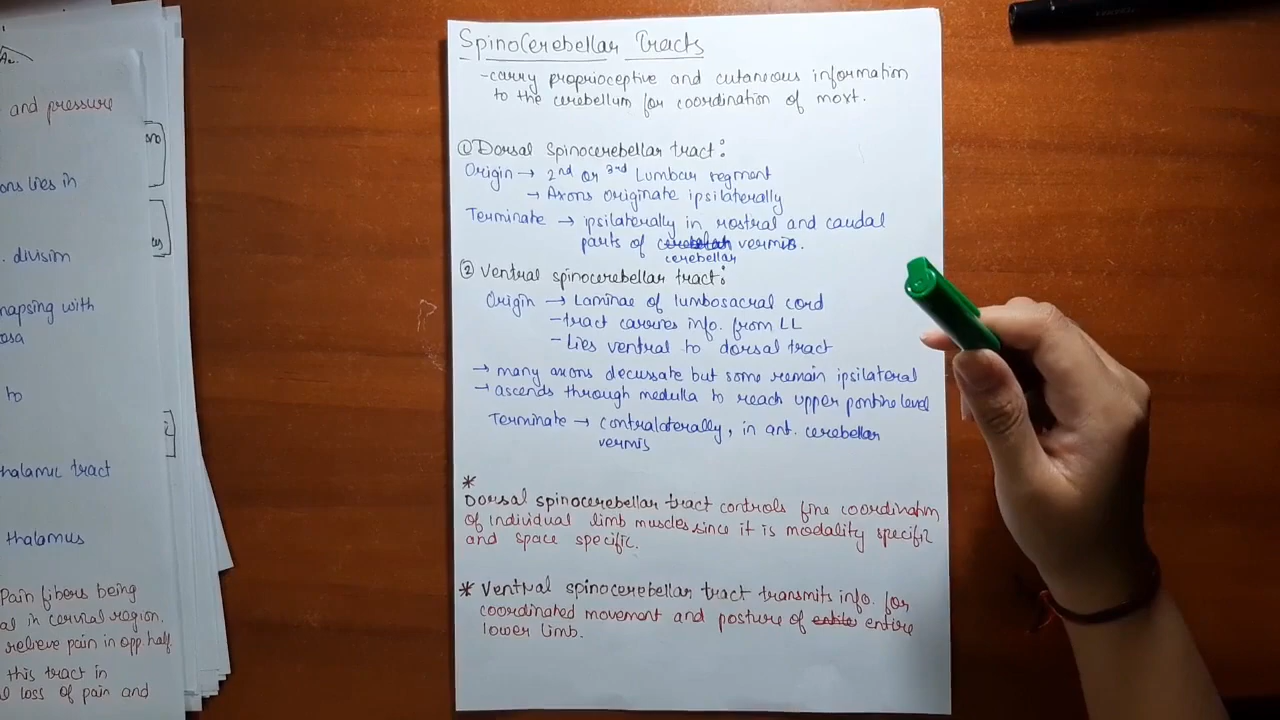 and pressure
ons lies in
. division
napsing with
osa
to
halamic tract
thalamus
Pain fibers being
al in cervical region.
relieve pain in opp. half
this tract in
loss of pain and
Spinocerebellar Tracts
-carry proprioceptive and cutaneous information
to the cerebellum for coordination of movt.
① Dorsal spinocerebellar tract:
Origin → 2nd or 3rd Lumbar segment
→ Axons originate ipsilaterally
Terminate → ipsilaterally in rostral and caudal
parts of vermis.
cerebellar
② Ventral spinocerebellar tract:
Origin → Laminae of lumbosacral cord
-tract carries info. from LL
- Lies ventral to dorsal tract
→ many axons decussate but some remain ipsilateral
→ ascends through medulla to reach upper pontine level
Terminate → contralaterally, in ant. cerebellar
vermis
*
Dorsal spinocerebellar tract controls fine coordination
of individual limb muscles, since it is modality specific
and space specific.
* Ventral spinocerebellar tract transmits info. for
coordinated movement and posture of entire
lower limb.